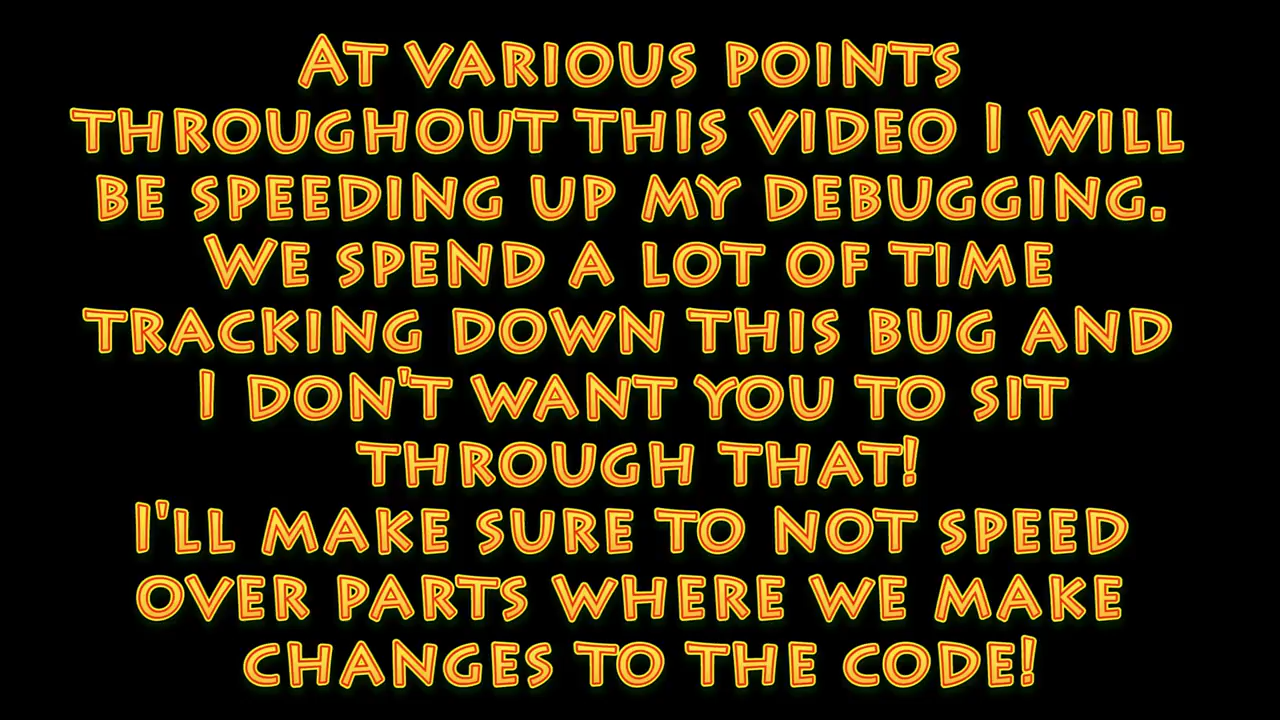 At various points
throughout this video I will
be speeding up my debugging.
We spend a lot of time
tracking down this bug and
I don't want you to sit
through that!
I'll make sure to not speed
over parts where we make
changes to the code!